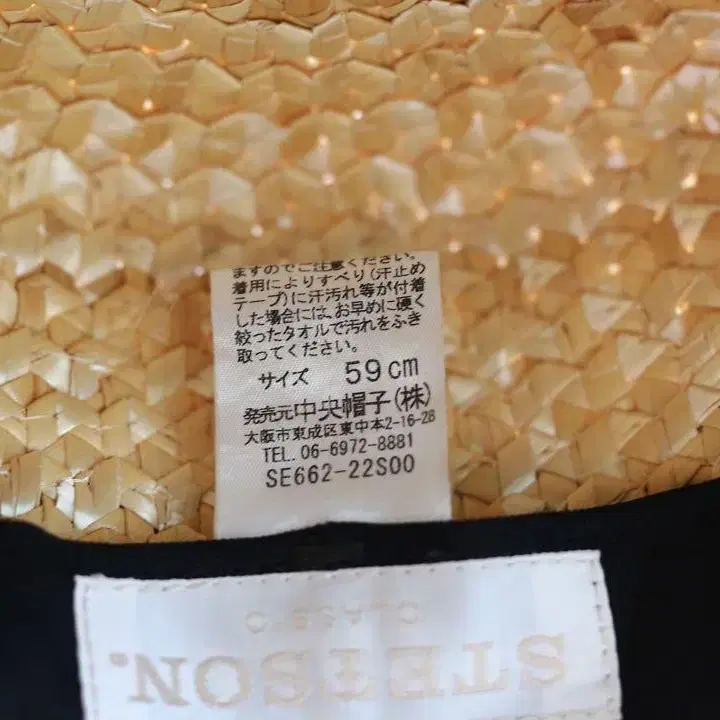 ますのでご注意ください。
着用によりすべり(汗止め
テープ)に汗汚れ等が付着
した場合には、お早めに硬く
絞ったタオルで汚れをふき
取ってください。
サイズ 59cm
発売元中央帽子(株)
大阪市東成区東中本2-16-28
TEL. 06-6972-8881
SE662-22S00
STETSON®
CLASSIC